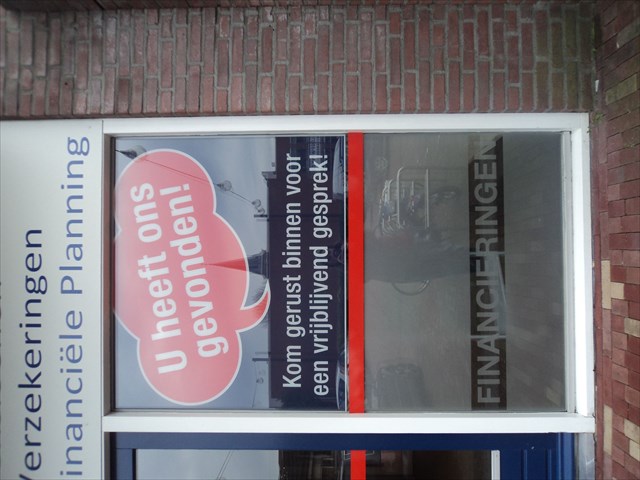 Verzekeringen
Financiële Planning
U heeft ons
gevonden!
Kom gerust binnen voor
een vrijblijvend gesprek!
FINANCIERINGEN